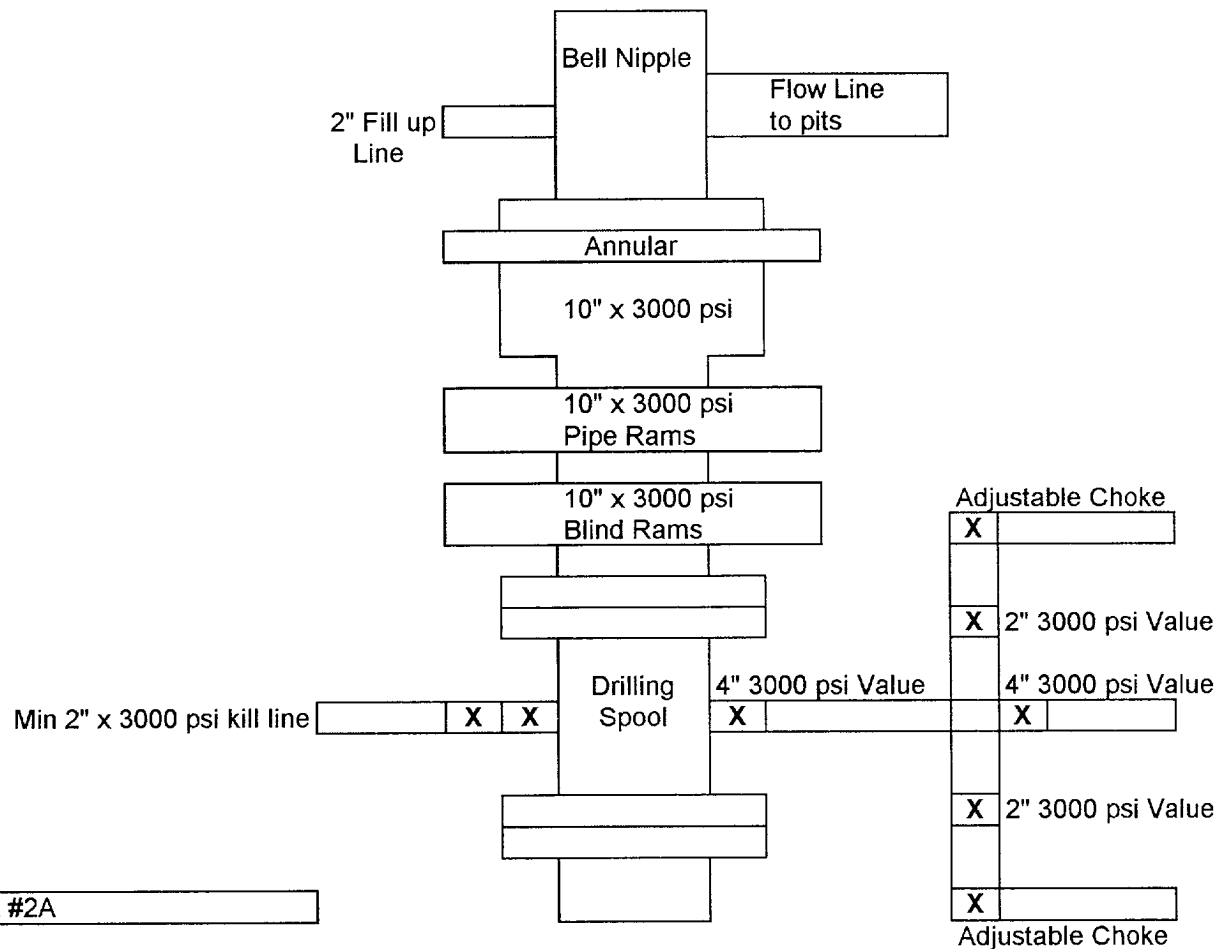 Bell Nipple
Flow Line
to pits
2" Fill up
Line
Annular
10" x 3000 psi
10" x 3000 psi
Pipe Rams
10" x 3000 psi
Blind Rams
Adjustable Choke
X
X 2" 3000 psi Value
Drilling
Spool
4" 3000 psi Value
4" 3000 psi Value
Min 2" x 3000 psi kill line
X X
X
X
X 2" 3000 psi Value
#2A
X
Adjustable Choke